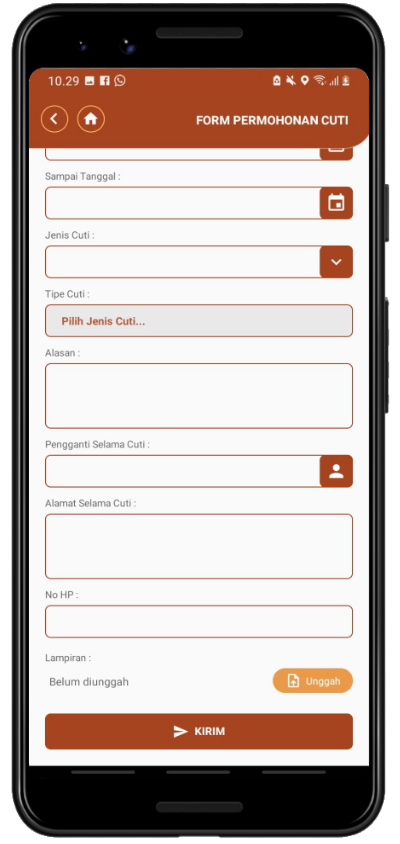 10.29
FORM PERMOHONAN CUTI
Sampai Tanggal :
Jenis Cuti :
Tipe Cuti :
Pilih Jenis Cuti...
Alasan :
Pengganti Selama Cuti :
Alamat Selama Cuti :
No HP :
Lampiran :
Belum diunggah
Unggah
KIRIM